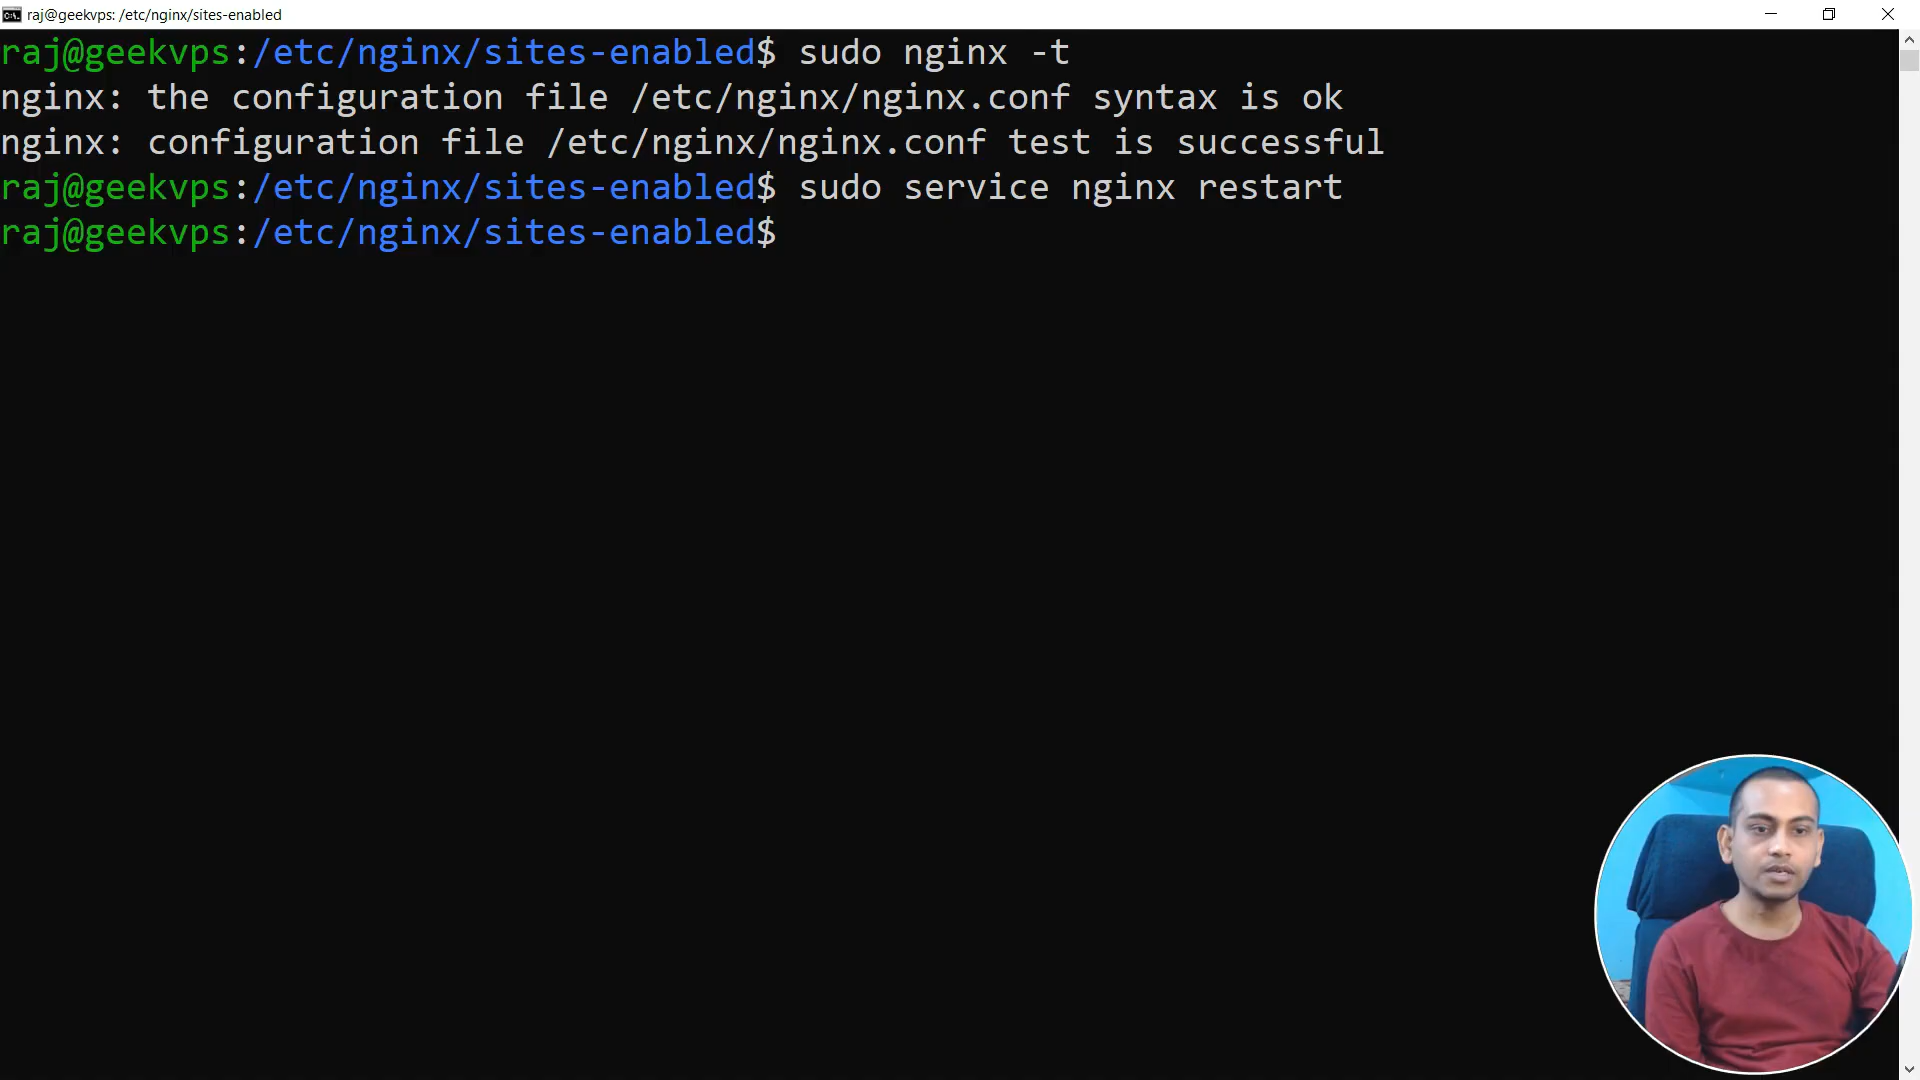 raj@geekvps: /etc/nginx/sites-enabled
raj@geekvps:/etc/nginx/sites-enabled$ sudo nginx -t
nginx: the configuration file /etc/nginx/nginx.conf syntax is ok
nginx: configuration file /etc/nginx/nginx.conf test is successful
raj@geekvps:/etc/nginx/sites-enabled$ sudo service nginx restart
raj@geekvps:/etc/nginx/sites-enabled$